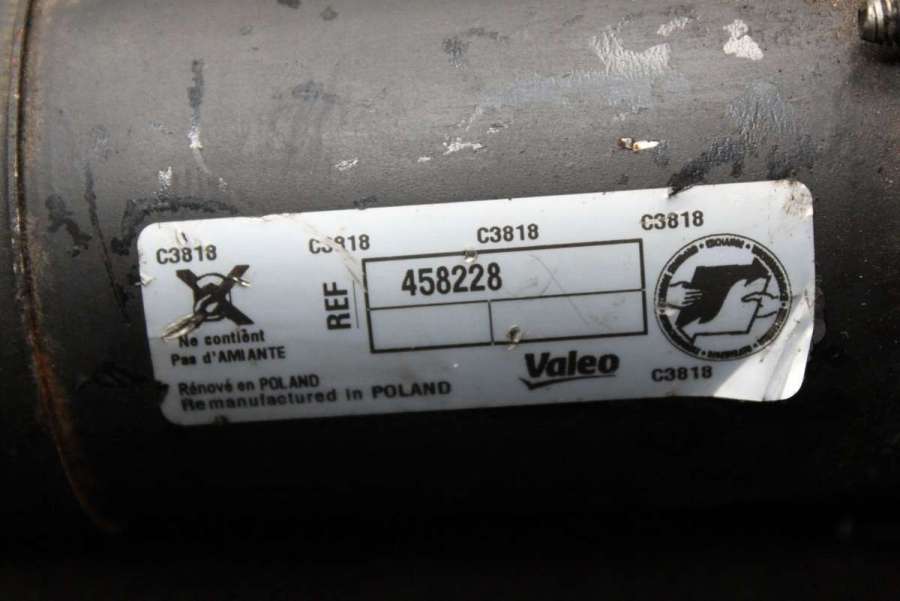 C3818 C3818 C3818 C3818
REF 458228
Ne contient
Pas d'AMIANTE
Valeo
C3818
Rénové en POLAND
Remanufactured in POLAND